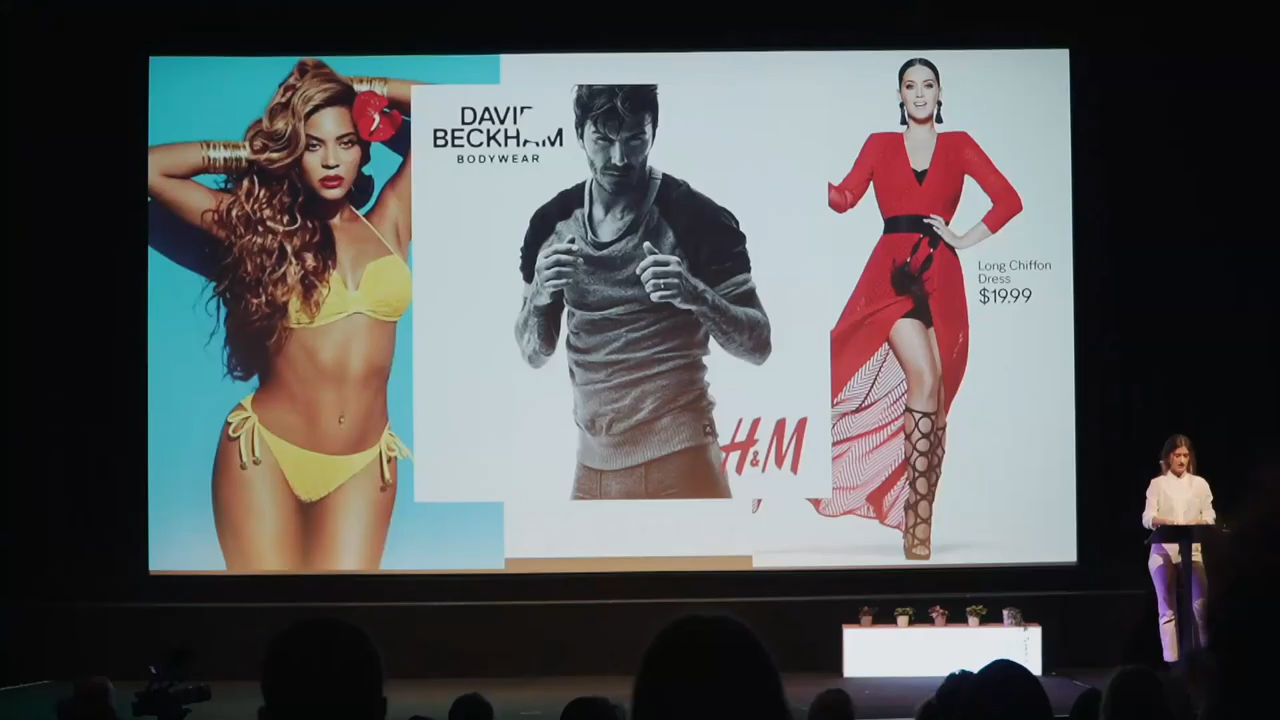 DAVID
BECKHAM
BODYWEAR
H&M
Long Chiffon
Dress
$19.99